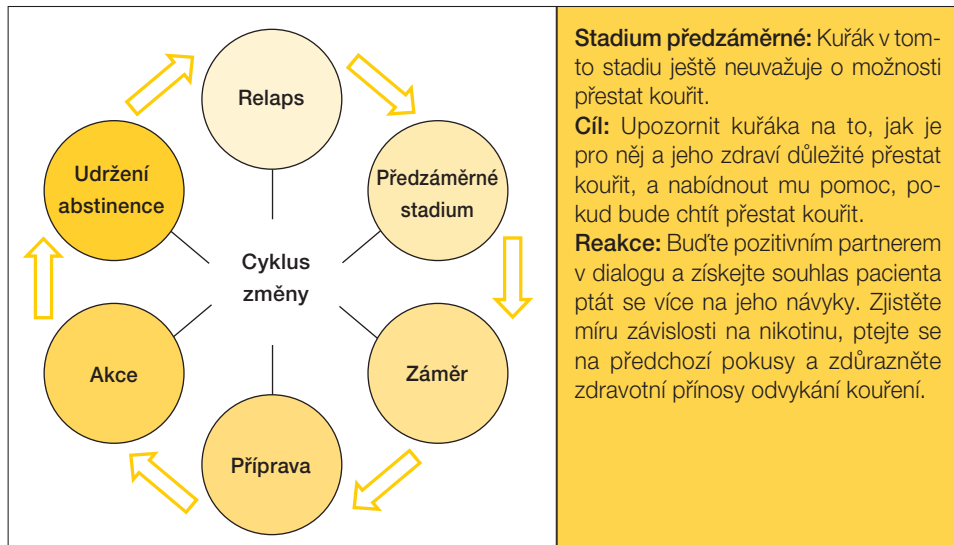 Relaps
Předzáměrné
stadium
Záměr
Příprava
Akce
Udržení
abstinence
Cyklus
změny
Stadium předzáměrné: Kuřák v tom-
to stadiu ještě neuvažuje o možnosti
přestat kouřit.
Cíl: Upozornit kuřáka na to, jak je
pro něj a jeho zdraví důležité přestat
kouřit, a nabídnout mu pomoc, po-
kud bude chtít přestat kouřit.
Reakce: Buďte pozitivním partnerem
v dialogu a získejte souhlas pacienta
ptát se více na jeho návyky. Zjistěte
míru závislosti na nikotinu, ptejte se
na předchozí pokusy a zdůrazněte
zdravotní přínosy odvykání kouření.